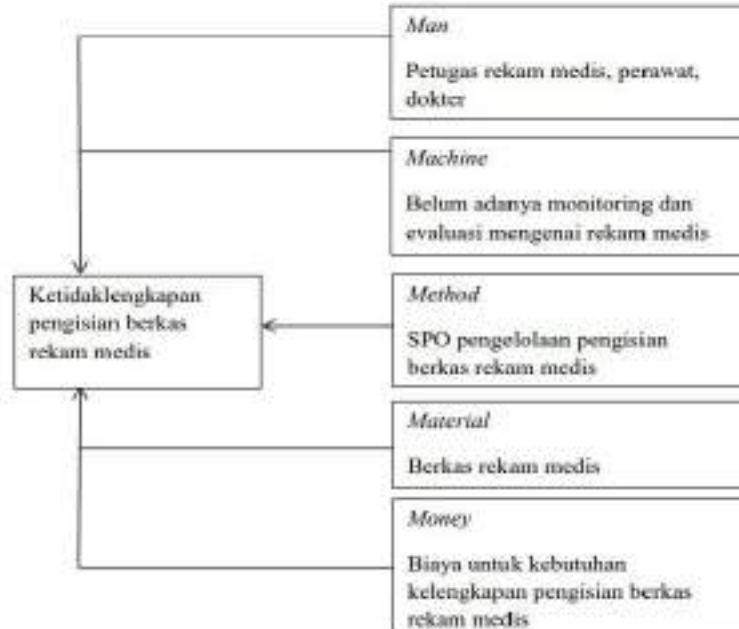 Man
Petugas rekam medis, perawat,
dokter
Machine
Belum adanya monitoring dan
evaluasi mengenai rekam medis
Ketidaklengkapan
pengisian berkas
rekam medis
Method
SPO pengelolaan pengisian
berkas rekam medis
Material
Berkas rekam medis
Money
Biaya untuk kebutuhan
kelengkapan pengisian berkas
rekam medis